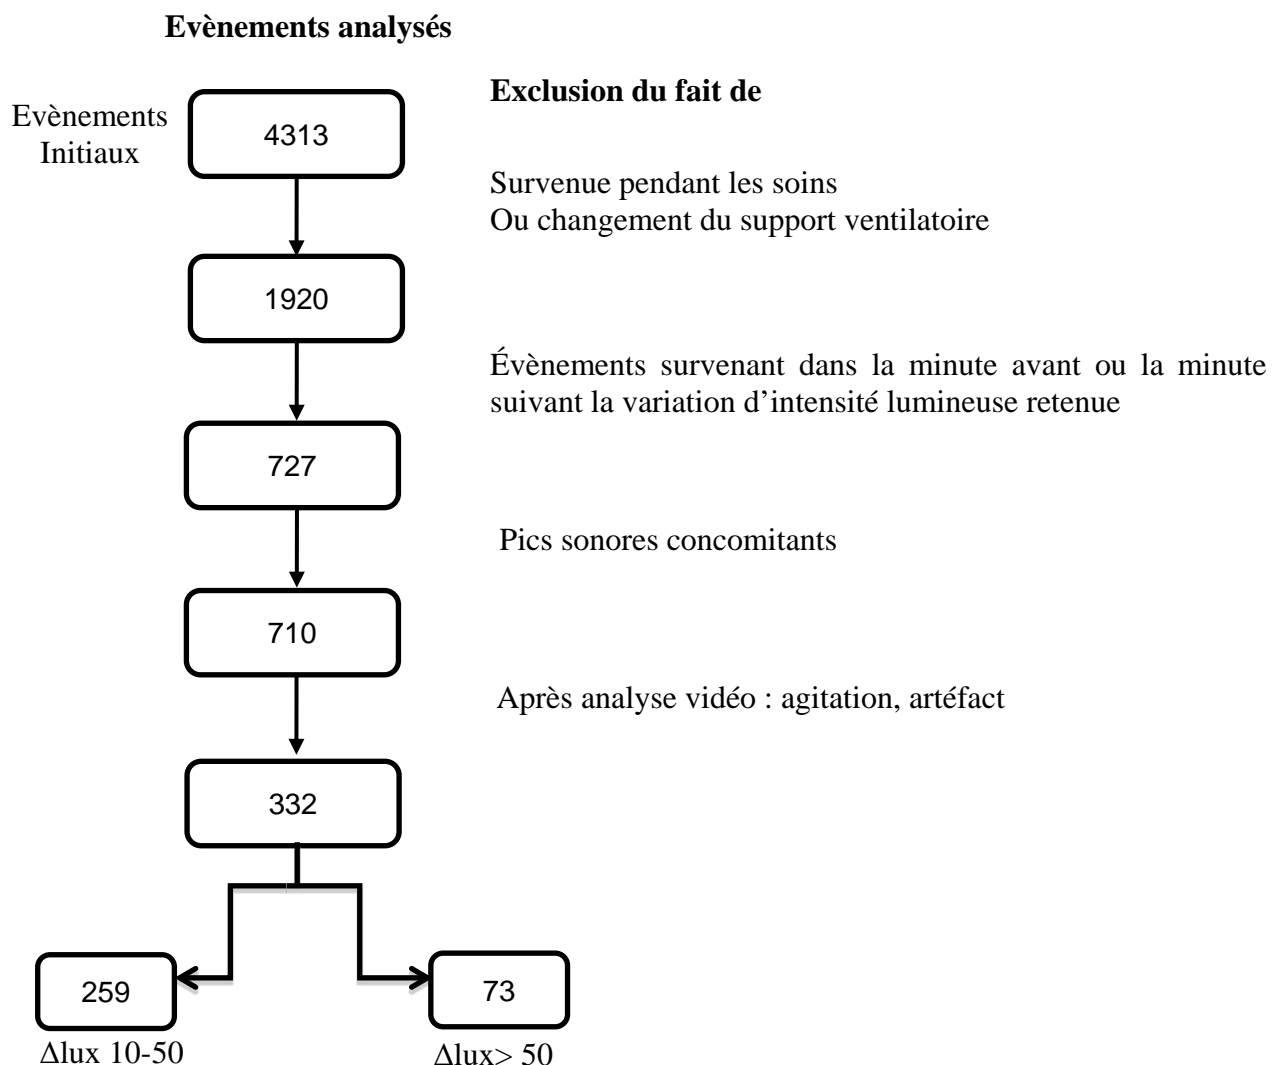 Evènements analysés
Exclusion du fait de
Evènements
Initiaux
4313
Survenue pendant les soins
Ou changement du support ventilatoire
1920
Évènements survenant dans la minute avant ou la minute
suivant la variation d’intensité lumineuse retenue
727
Pics sonores concomitants
710
Après analyse vidéo : agitation, artéfact
332
259
73
Δlux 10-50
Δlux> 50